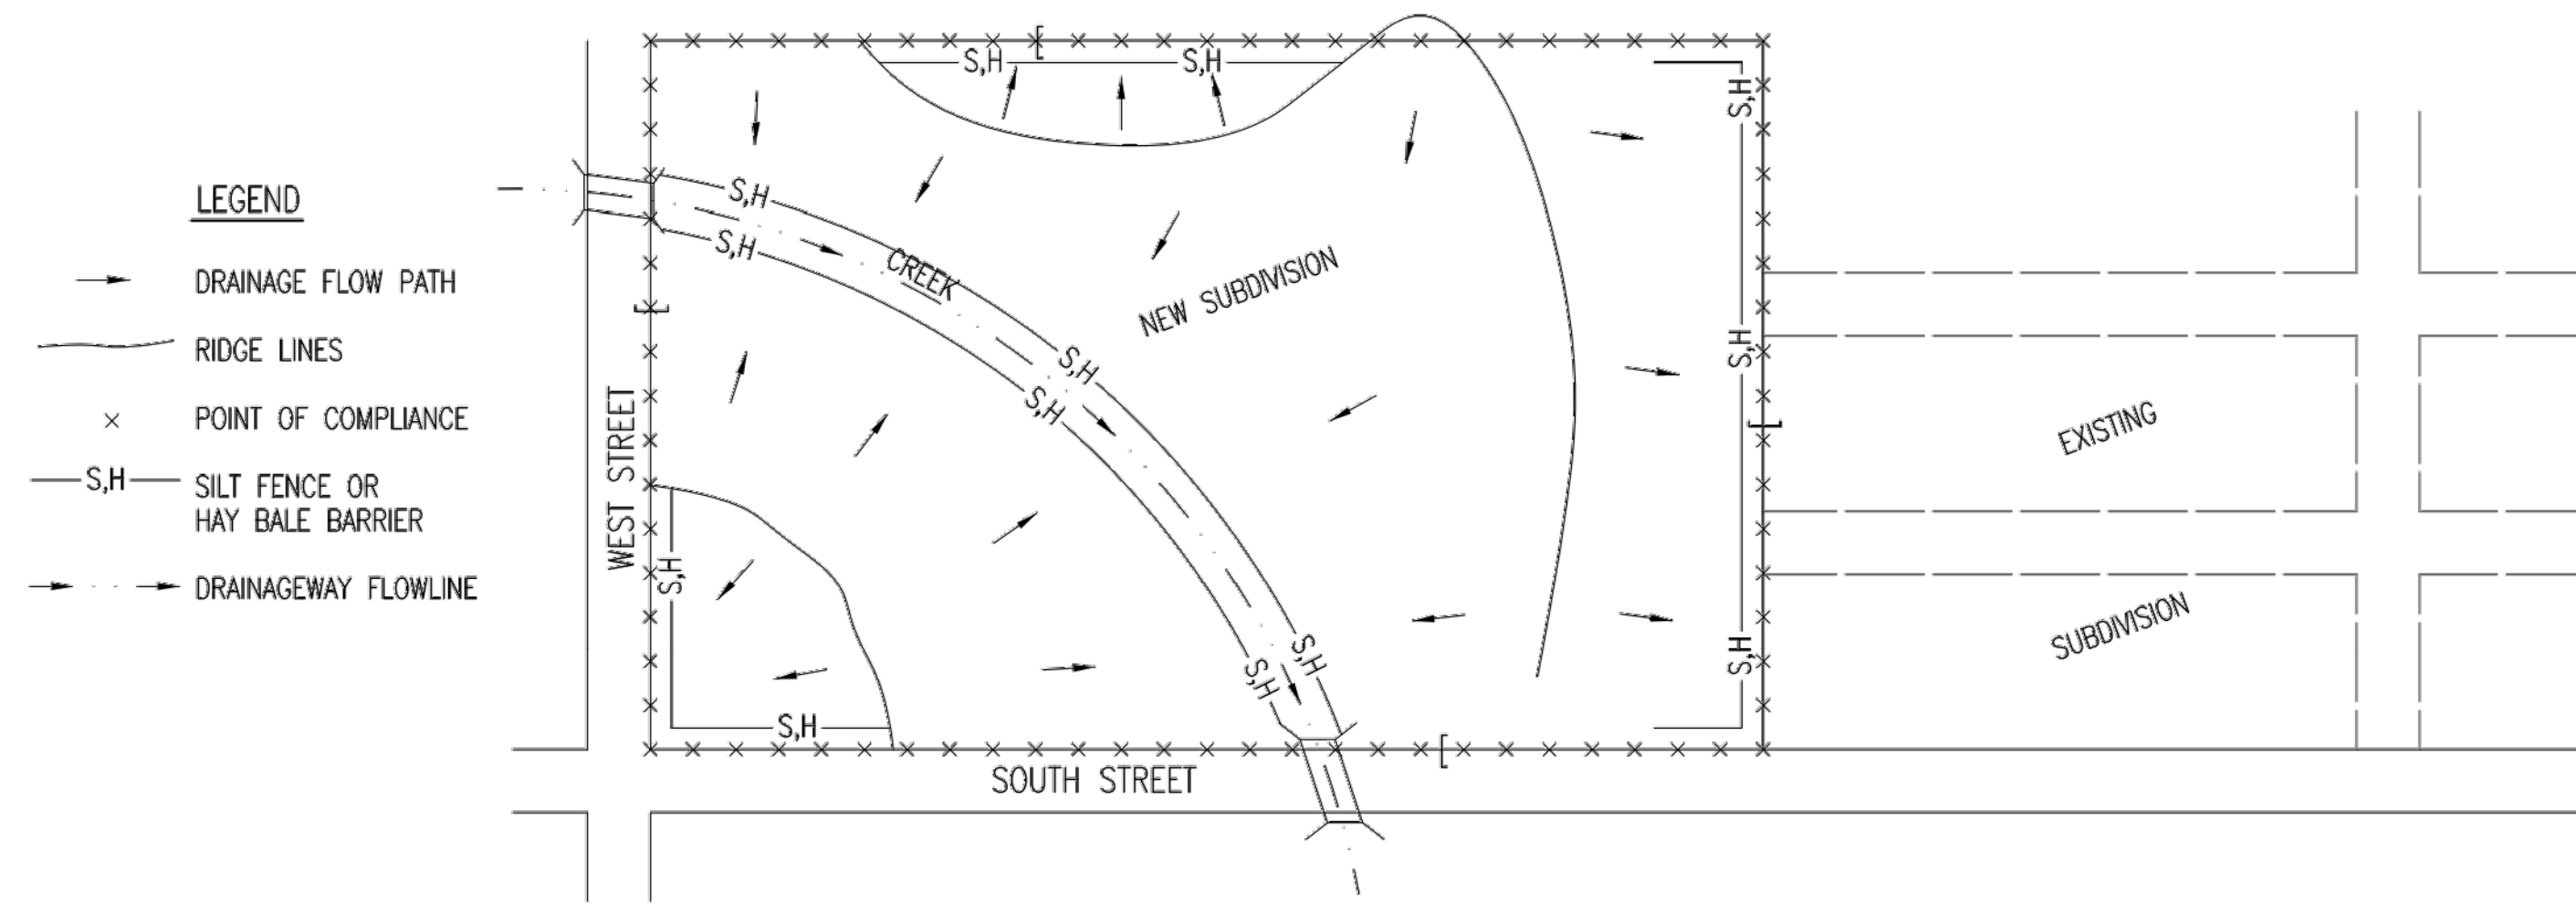 LEGEND
DRAINAGE FLOW PATH
RIDGE LINES
POINT OF COMPLIANCE
S,H
SILT FENCE OR
HAY BALE BARRIER
DRAINAGEWAY FLOWLINE
S,H
S,H
S,H
S,H
S,H
CREEK
NEW SUBDIVISION
S,H
S,H
S,H
S,H
WEST STREET
S,H
S,H
S,H
S,H
S,H
SOUTH STREET
EXISTING
SUBDIVISION